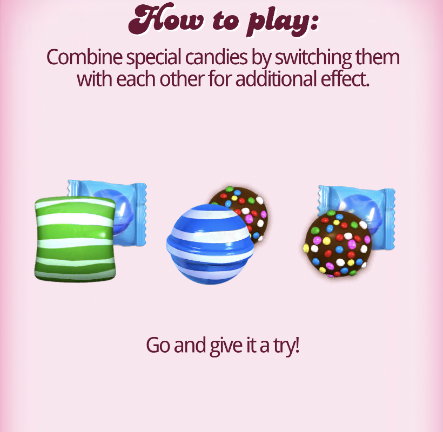 How to play:
Combine special candies by switching them
with each other for additional effect.
Go and give it a try!